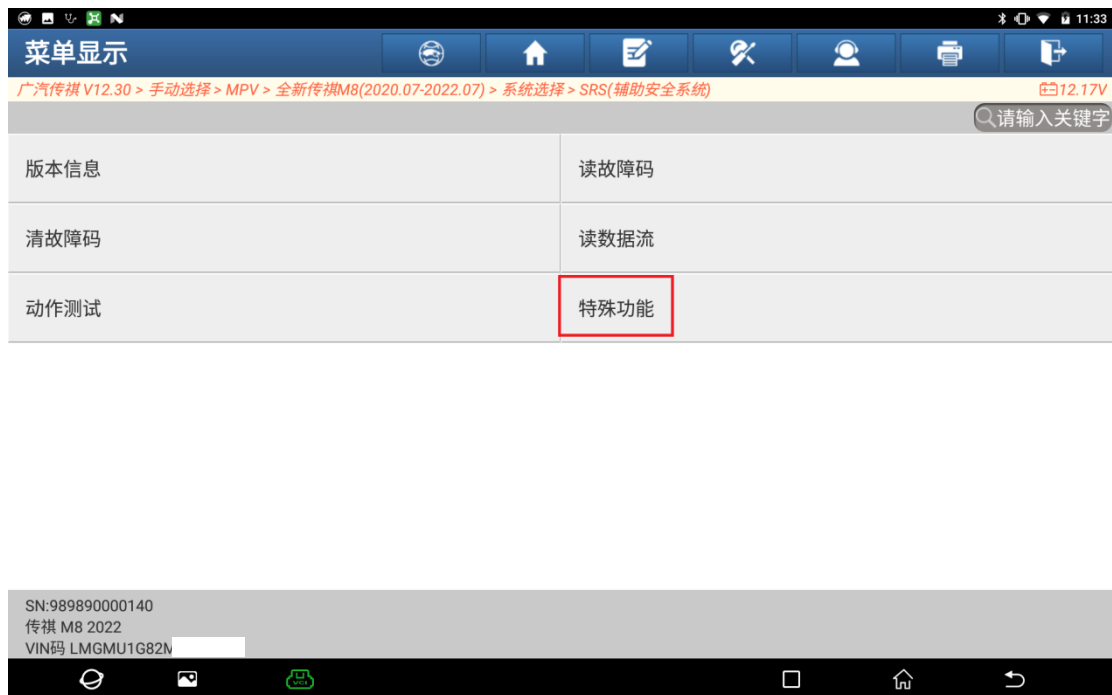 11:33
菜单显示
广汽传祺 V12.30 > 手动选择 > MPV > 全新传祺M8(2020.07-2022.07) > 系统选择 > SRS(辅助安全系统)
12.17V
请输入关键字
版本信息
读故障码
清故障码
读数据流
动作测试
特殊功能
SN:989890000140
传祺 M8 2022
VIN码 LMGMU1G82M
VCI